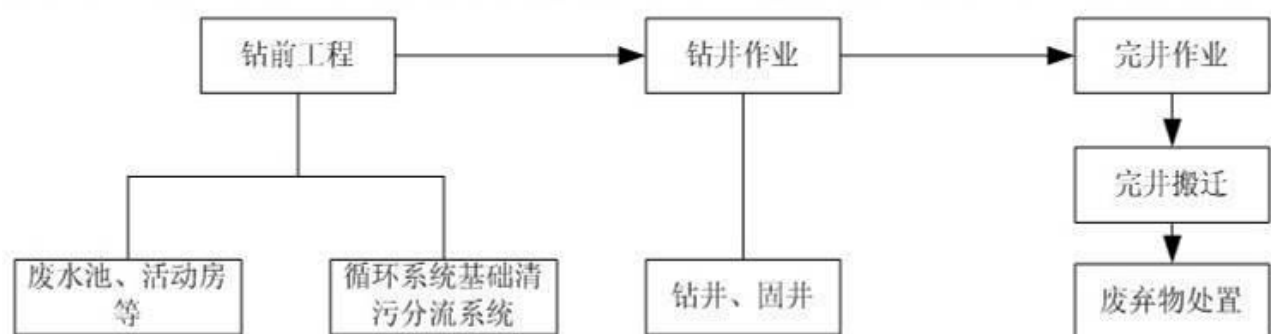 钻前工程
钻井作业
完井作业
完井搬迁
废水池、活动房
等
循环系统基础清
污分流系统
钻井、固井
废弃物处置